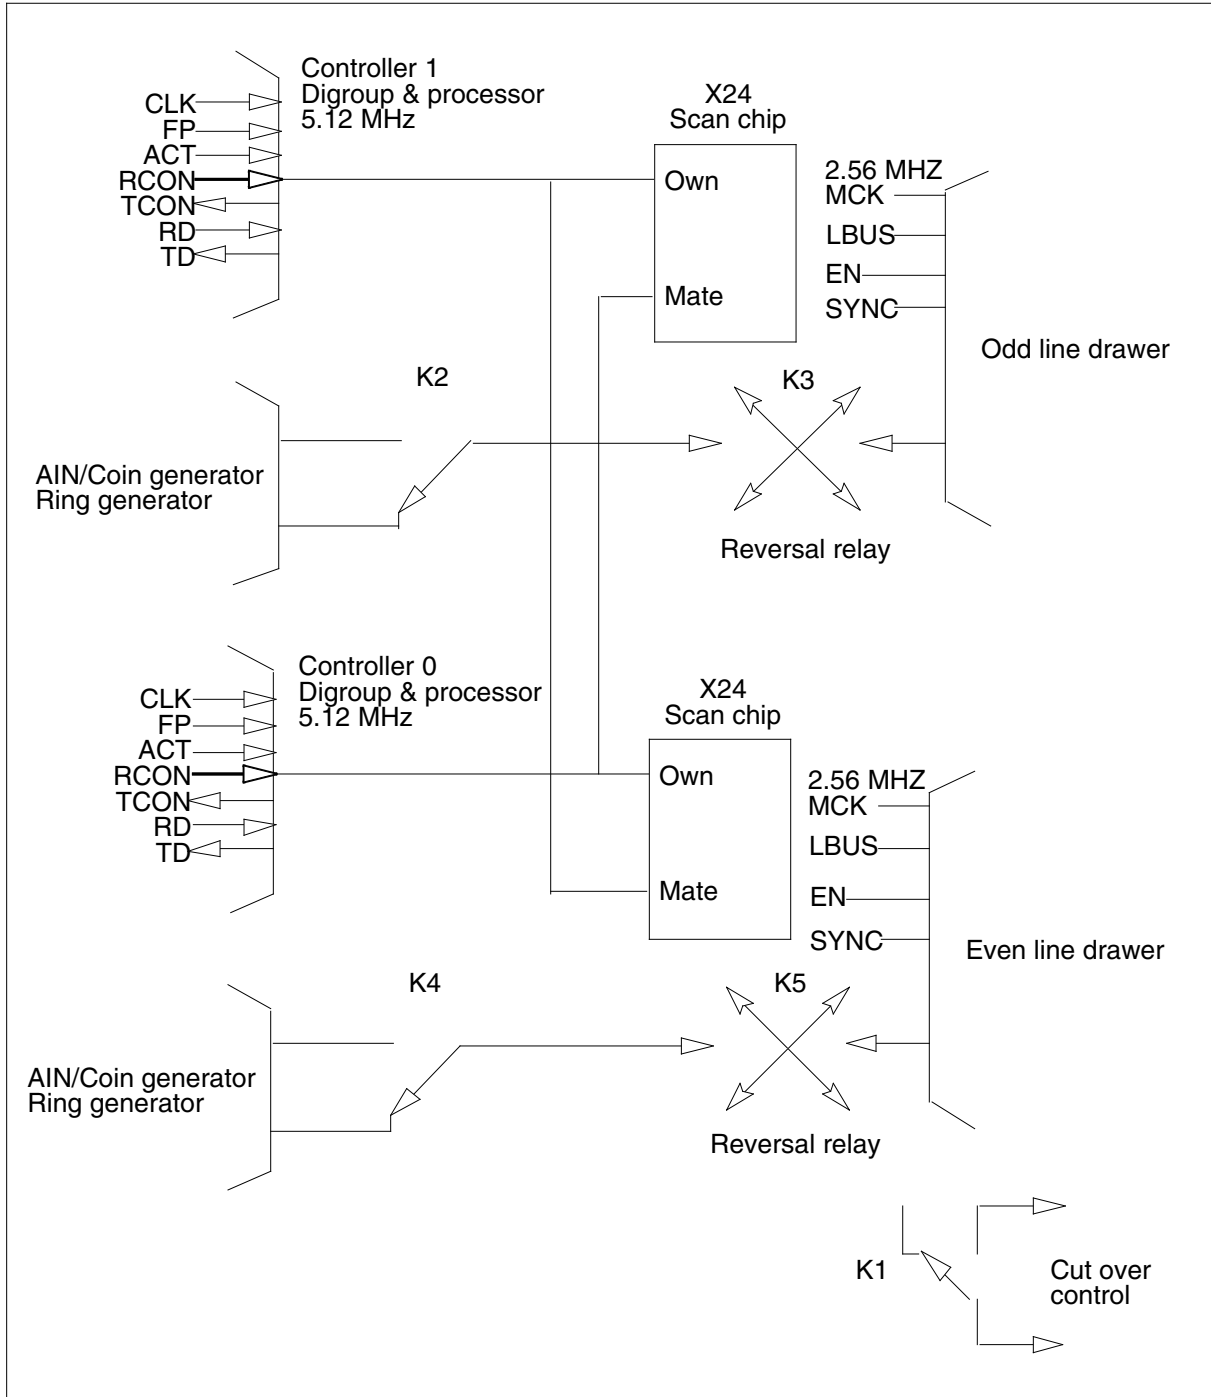 Controller 1
Digroup & processor
5.12 MHz
CLK
FP
ACT
RCON
TCON
RD
TD
X24
Scan chip
Own
Mate
2.56 MHZ
MCK
LBUS
EN
SYNC
Odd line drawer
K2
K3
AIN/Coin generator
Ring generator
Reversal relay
Controller 0
Digroup & processor
5.12 MHz
CLK
FP
ACT
RCON
TCON
RD
TD
X24
Scan chip
Own
Mate
2.56 MHZ
MCK
LBUS
EN
SYNC
Even line drawer
K4
K5
AIN/Coin generator
Ring generator
Reversal relay
K1
Cut over
control